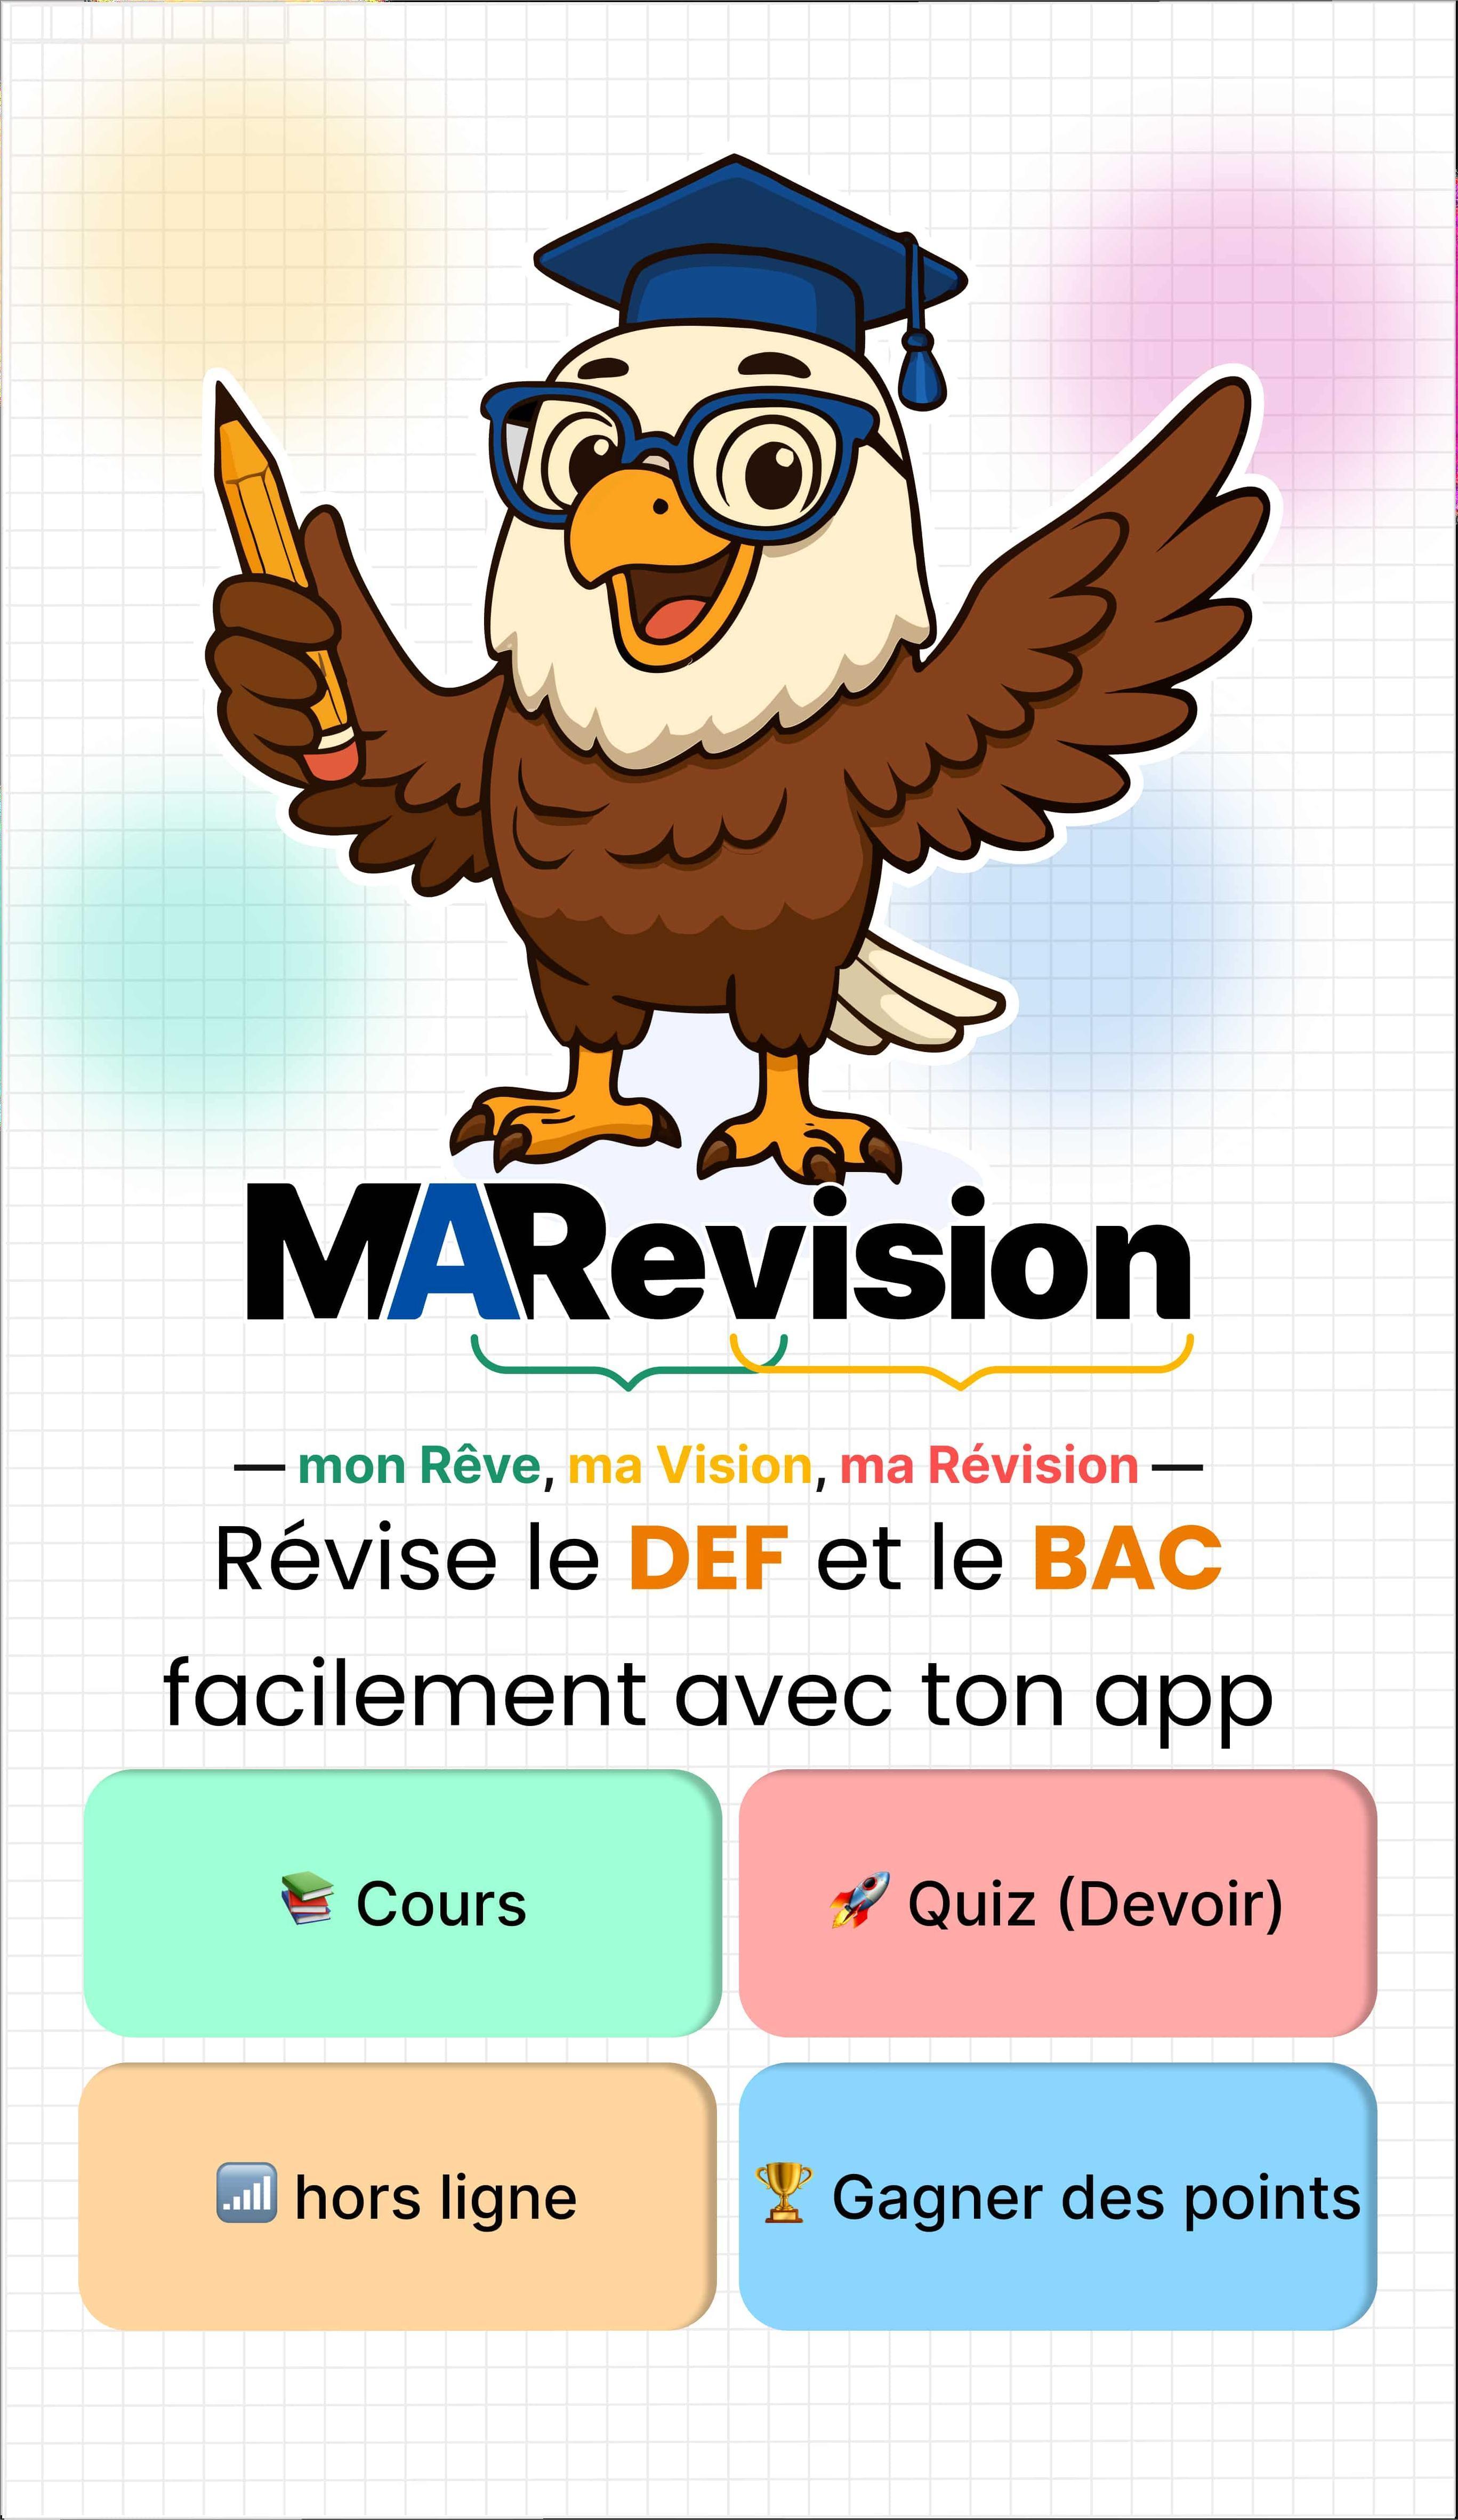 MARevision
— mon Rêve, ma Vision, ma Révision —
Révise le DEF et le BAC
facilement avec ton app
📚 Cours
🚀 Quiz (Devoir)
📶 hors ligne
🏆 Gagner des points